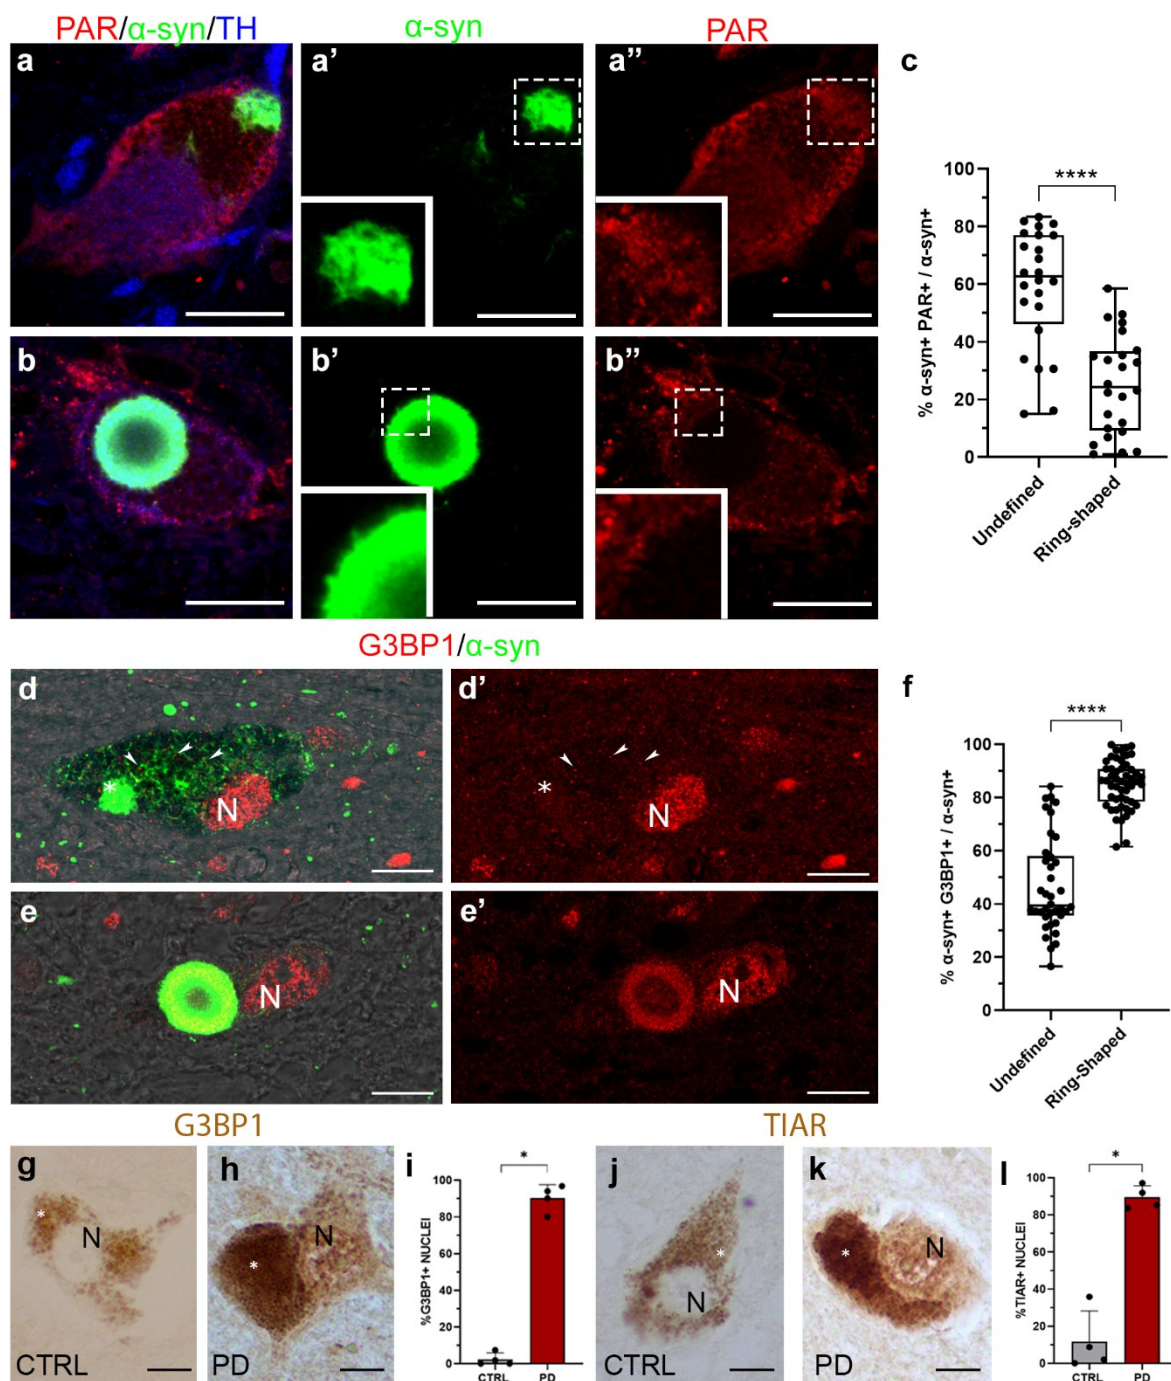 PAR/α-syn/TH
α-syn
PAR
a
a’
a’’
c
100
80
60
40
20
0
% α-syn+ PAR+ / α-syn+
****
Undefined
Ring-shaped
b
b’
b’’
G3BP1/α-syn
d
*
N
d’
*
N
f
100
80
60
40
20
0
% α-syn+ G3BP1+ / α-syn+
****
Undefined
Ring-Shaped
e
N
e’
N
G3BP1
TIAR
g
*
N
CTRL
h
*
N
PD
i
100
80
60
40
20
0
%G3BP1+ NUCLEI
*
CTRL
PD
j
*
N
CTRL
k
*
N
PD
l
100
80
60
40
20
0
%TIAR+ NUCLEI
*
CTRL
PD